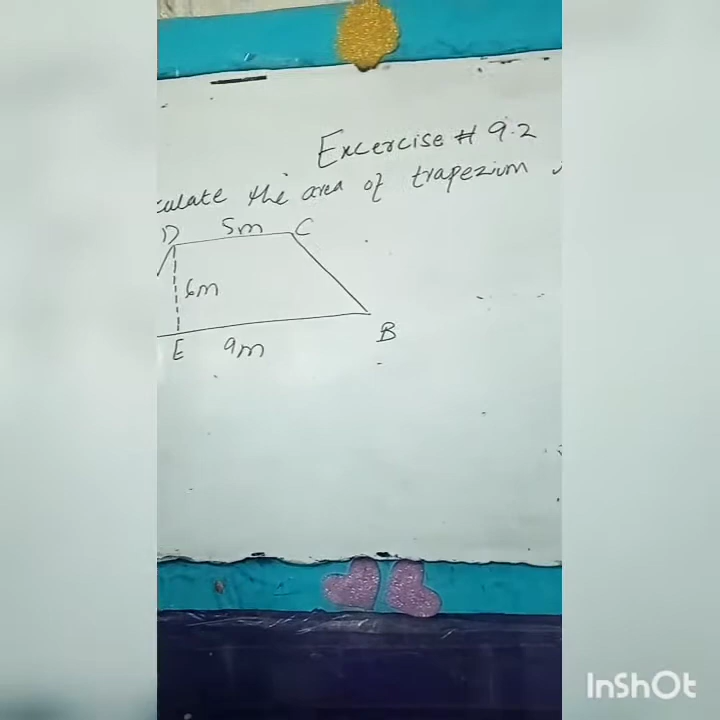 Excercise # 9.2
culate the area of trapezium
D 5m C
6m
E 9m B
InShOt